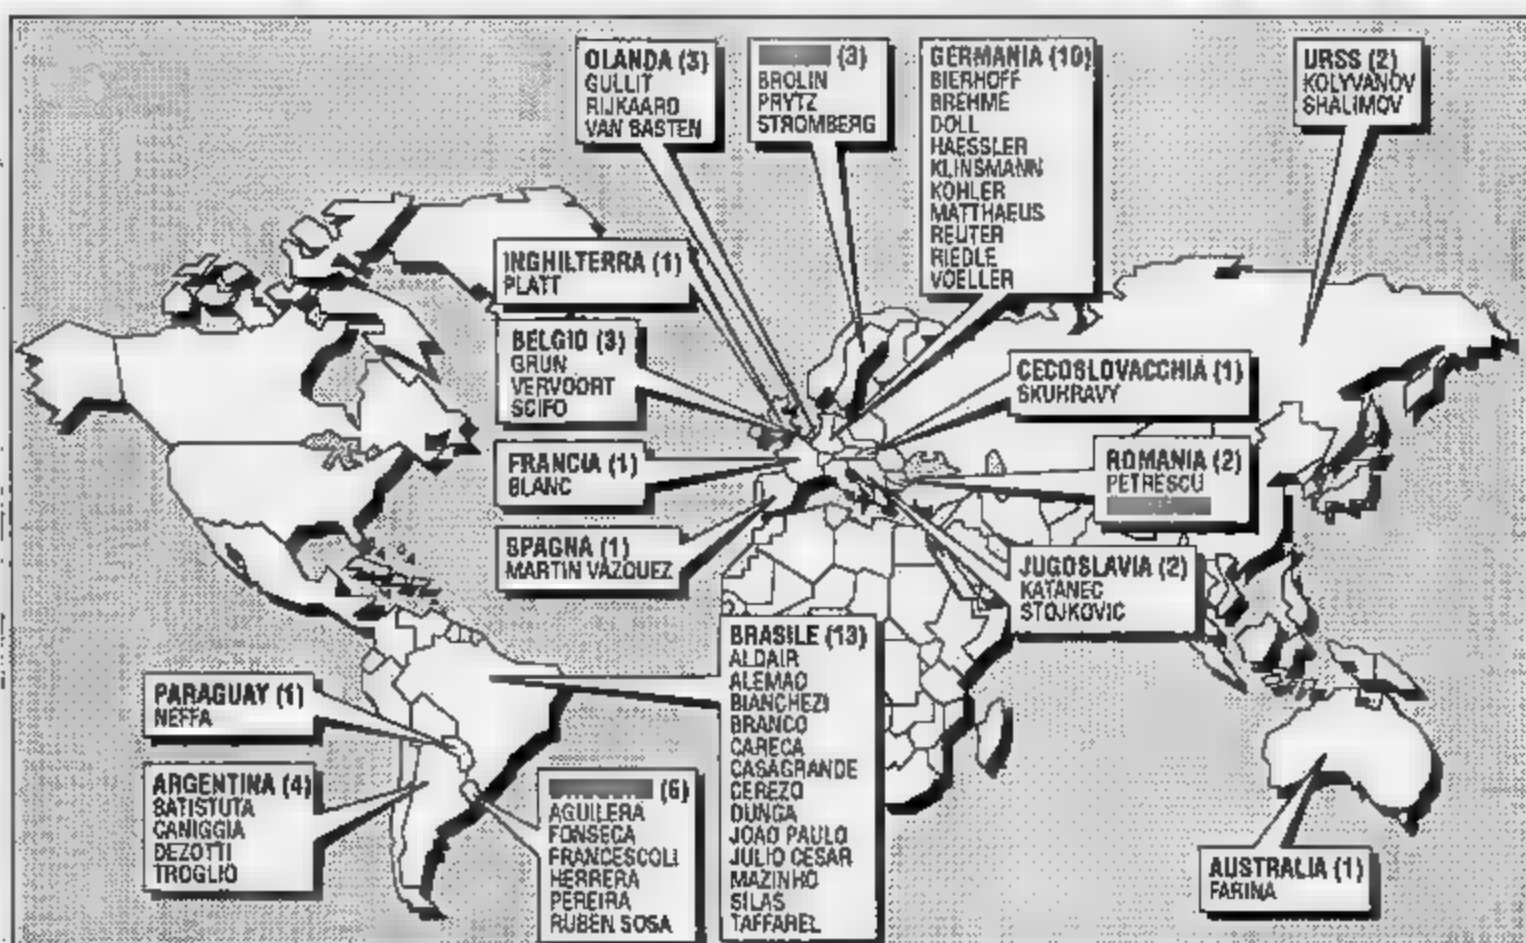 OLANDA (3)
GULLIT
RIJKAARD
VAN BASTEN
(3)
BROLIN
PRYTZ
STROMBERG
GERMANIA (10)
BIERHOFF
BREHME
DOLL
HAESSLER
KLINSMANN
KOHLER
MATTHAEUS
REUTER
RIEDLE
VOELLER
URSS (2)
KOLYVANOV
SHALIMOV
INGHILTERRA (1)
PLATT
BELGIO (3)
GRUN
VERVOORT
SCIFO
FRANCIA (1)
BLANC
SPAGNA (1)
MARTIN VAZQUEZ
CECOSLOVACCHIA (1)
SKUHRAVY
ROMANIA (2)
PETRESCU
JUGOSLAVIA (2)
KATANEC
STOJKOVIC
PARAGUAY (1)
NEFFA
ARGENTINA (4)
BATISTUTA
CANIGGIA
DEZOTTI
TROGLIO
(6)
AGUILERA
FONSECA
FRANCESCOLI
HERRERA
PEREIRA
RUBEN SOSA
BRASILE (13)
ALDAIR
ALEMAO
BIANCHEZI
BRANCO
CARECA
CASAGRANDE
CEREZO
DUNGA
JOAO PAULO
JULIO CESAR
MAZINHO
SILAS
TAFFAREL
AUSTRALIA (1)
FARINA